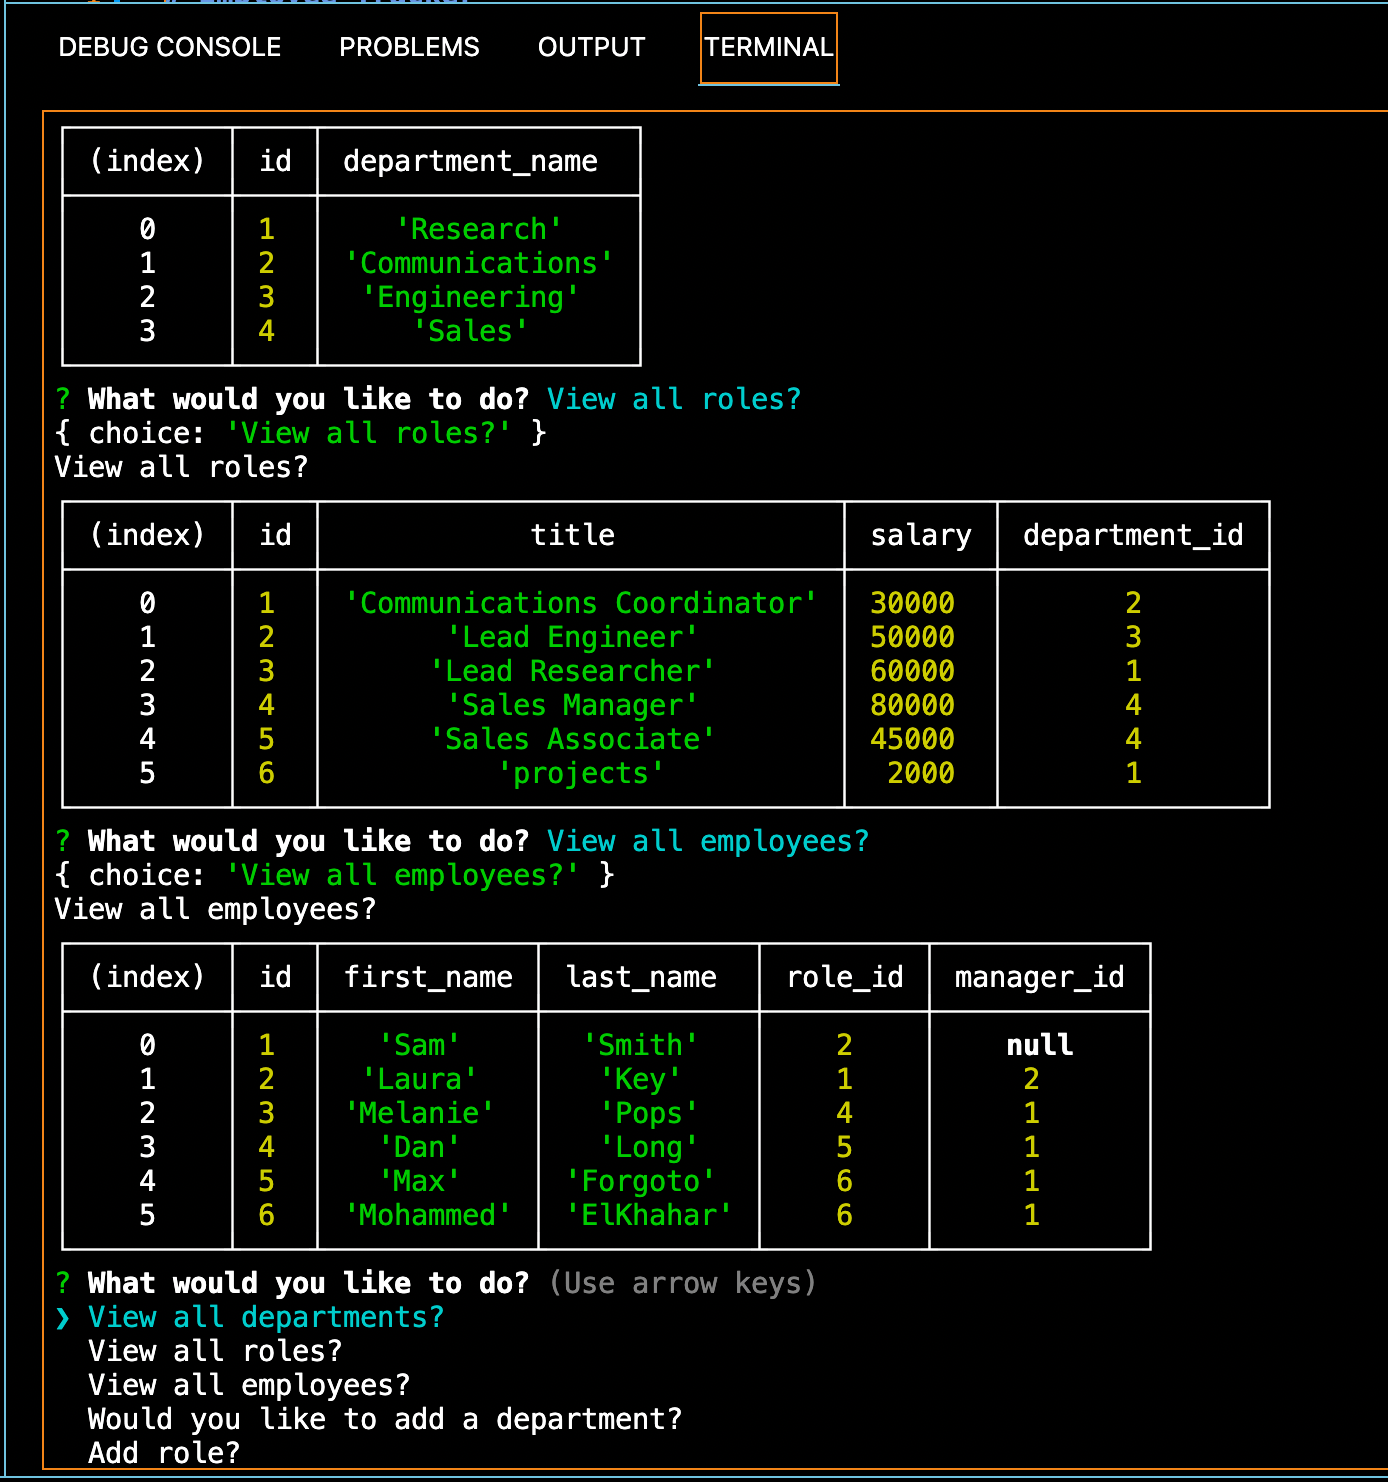 DEBUG CONSOLE PROBLEMS OUTPUT TERMINAL
(index) id department_name
0 1 'Research'
1 2 'Communications'
2 3 'Engineering'
3 4 'Sales'
? What would you like to do? View all roles?
{ choice: 'View all roles?' }
View all roles?
(index) id title salary department_id
0 1 'Communications Coordinator' 30000 2
1 2 'Lead Engineer' 50000 3
2 3 'Lead Researcher' 60000 1
3 4 'Sales Manager' 80000 4
4 5 'Sales Associate' 45000 4
5 6 'projects' 2000 1
? What would you like to do? View all employees?
{ choice: 'View all employees?' }
View all employees?
(index) id first_name last_name role_id manager_id
0 1 'Sam' 'Smith' 2 null
1 2 'Laura' 'Key' 1 2
2 3 'Melanie' 'Pops' 4 1
3 4 'Dan' 'Long' 5 1
4 5 'Max' 'Forgoto' 6 1
5 6 'Mohammed' 'ElKhahar' 6 1
? What would you like to do? (Use arrow keys)
❯ View all departments?
View all roles?
View all employees?
Would you like to add a department?
Add role?